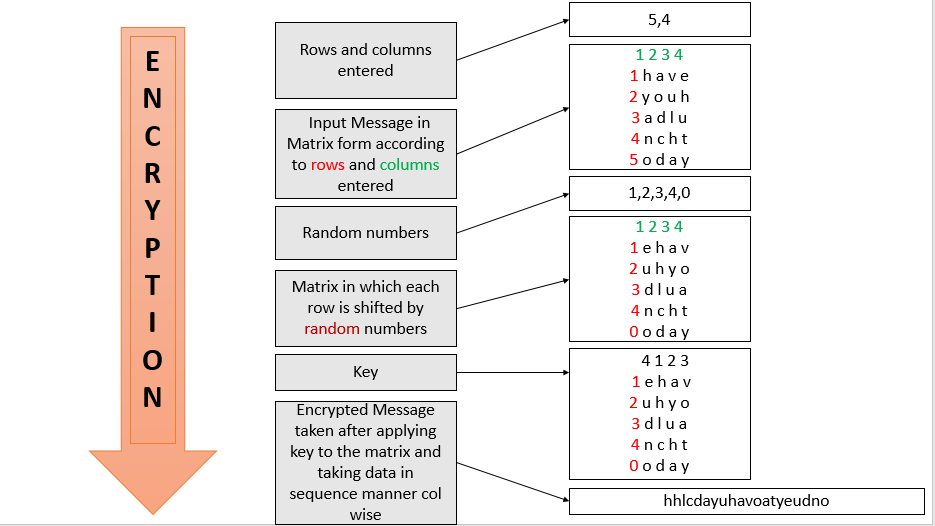 ENCRYPTION
Rows and columns
entered
5,4
Input Message in
Matrix form according
to rows and columns
entered
1 2 3 4
1 h a v e
2 y o u h
3 a d l u
4 n c h t
5 o d a y
Random numbers
1,2,3,4,0
Matrix in which each
row is shifted by
random numbers
1 2 3 4
1 e h a v
2 u h y o
3 d l u a
4 n c h t
0 o d a y
Key
4 1 2 3
1 e h a v
2 u h y o
3 d l u a
4 n c h t
0 o d a y
Encrypted Message
taken after applying
key to the matrix and
taking data in
sequence manner col
wise
hhlcdayuhavoatyeudno